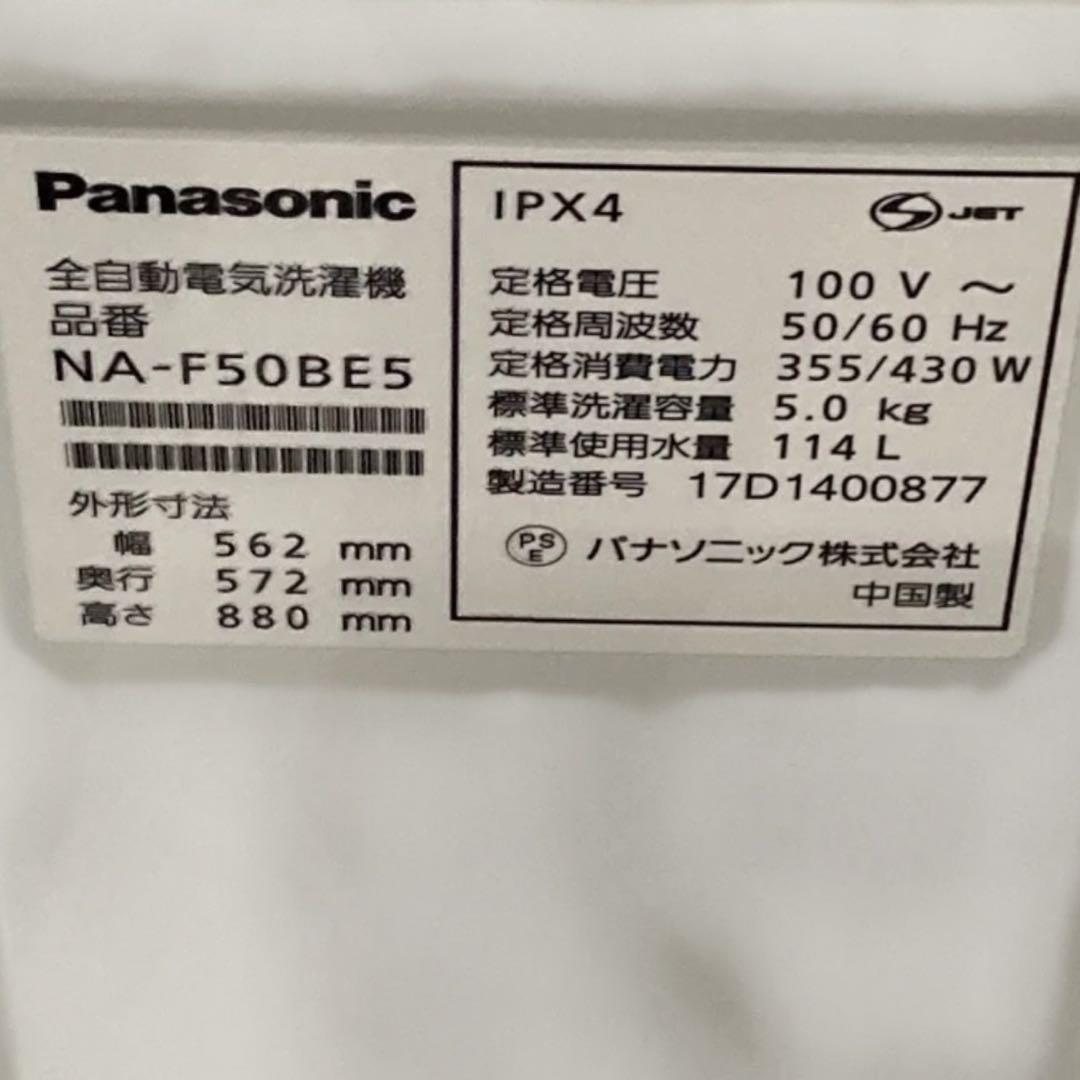 Panasonic
全自動電気洗濯機
品番
NA-F50BE5
外形寸法
幅 562 mm
奥行 572 mm
高さ 880 mm
IPX4
S JET
定格電圧 100 V ～
定格周波数 50/60 Hz
定格消費電力 355/430 W
標準洗濯容量 5.0 kg
標準使用水量 114 L
製造番号 17D1400877
PSE パナソニック株式会社
中国製